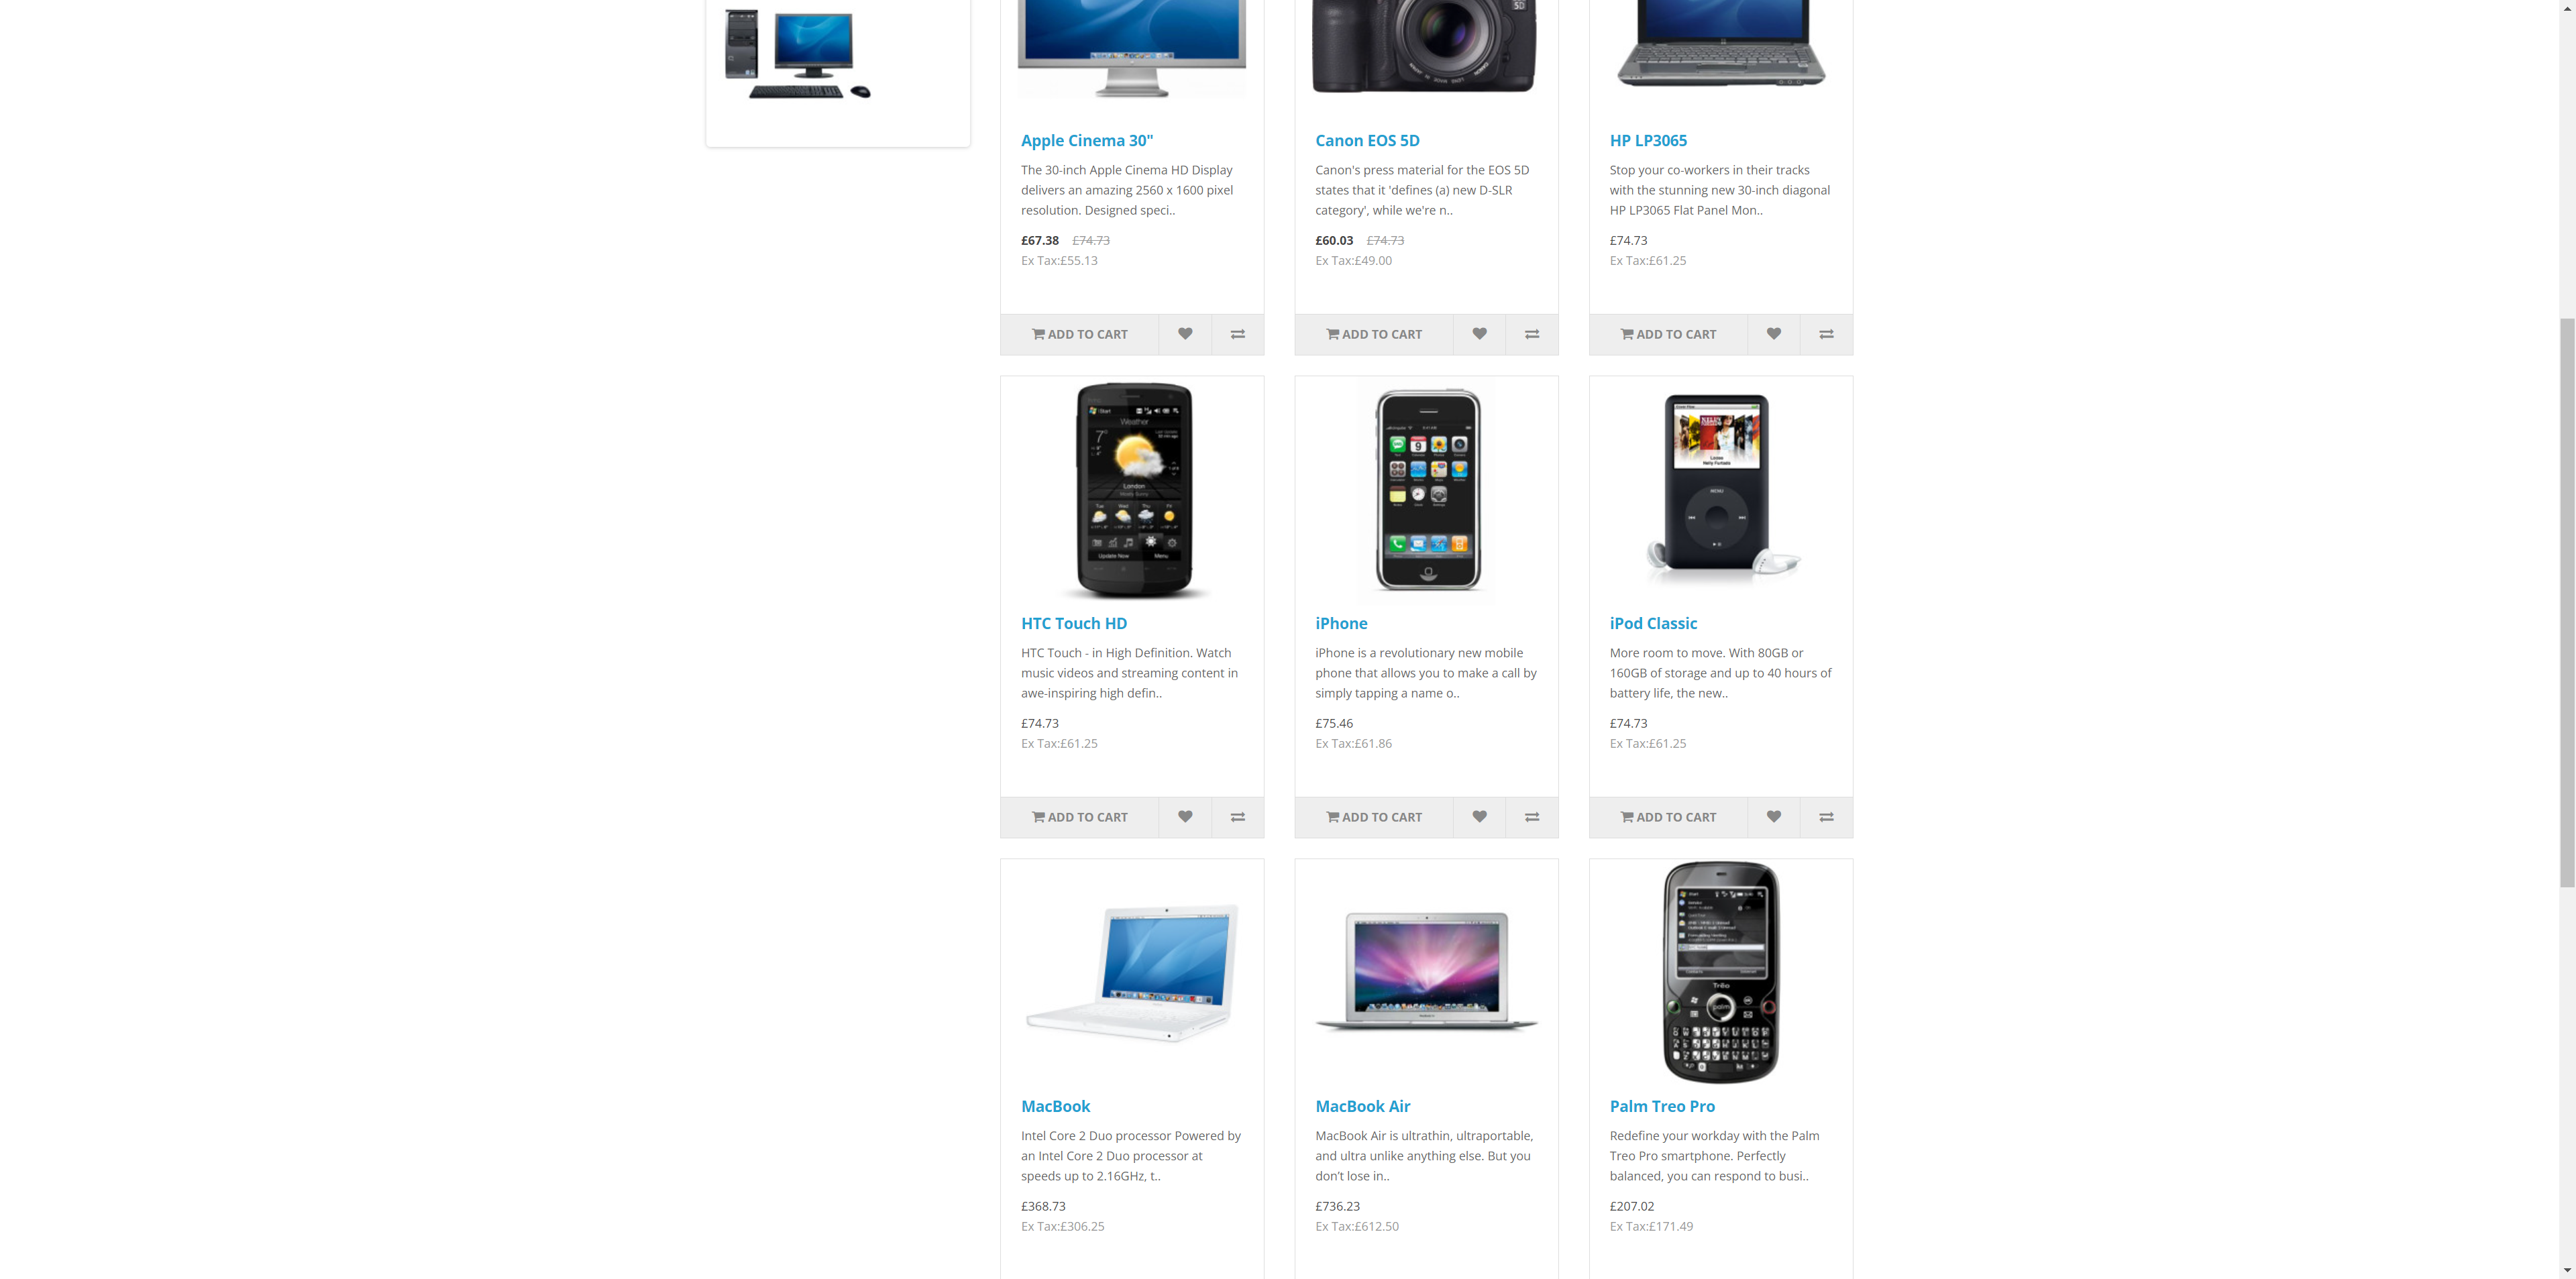 Apple Cinema 30"
The 30-inch Apple Cinema HD Display
delivers an amazing 2560 x 1600 pixel
resolution. Designed speci..
£67.38 £74.73
Ex Tax:£55.13
ADD TO CART
Canon EOS 5D
Canon's press material for the EOS 5D
states that it 'defines (a) new D-SLR
category', while we're n..
£60.03 £74.73
Ex Tax:£49.00
ADD TO CART
HP LP3065
Stop your co-workers in their tracks
with the stunning new 30-inch diagonal
HP LP3065 Flat Panel Mon..
£74.73
Ex Tax:£61.25
ADD TO CART
Start
Weather
London
Update Now Menu
HTC Touch HD
HTC Touch - in High Definition. Watch
music videos and streaming content in
awe-inspiring high defin..
£74.73
Ex Tax:£61.25
ADD TO CART
9
iPhone
iPhone is a revolutionary new mobile
phone that allows you to make a call by
simply tapping a name o..
£75.46
Ex Tax:£61.86
ADD TO CART
MENU
iPod Classic
More room to move. With 80GB or
160GB of storage and up to 40 hours of
battery life, the new..
£74.73
Ex Tax:£61.25
ADD TO CART
MacBook
Intel Core 2 Duo processor Powered by
an Intel Core 2 Duo processor at
speeds up to 2.16GHz, t..
£368.73
Ex Tax:£306.25
MacBook Air
MacBook Air is ultrathin, ultraportable,
and ultra unlike anything else. But you
don’t lose in..
£736.23
Ex Tax:£612.50
Treo
palm
Palm Treo Pro
Redefine your workday with the Palm
Treo Pro smartphone. Perfectly
balanced, you can respond to busi..
£207.02
Ex Tax:£171.49